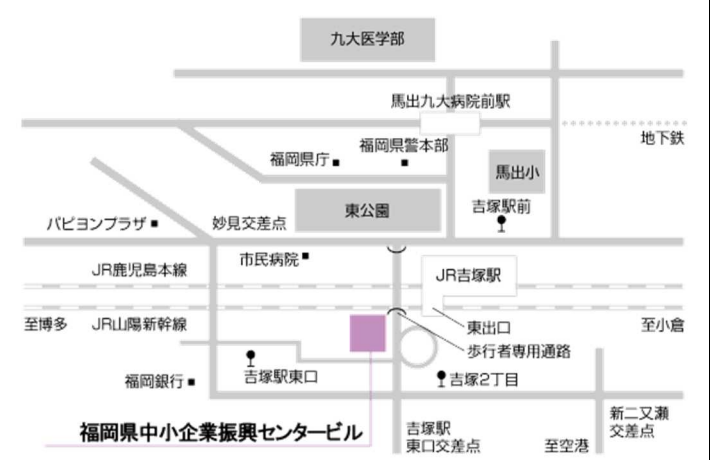 九大医学部
馬出九大病院前駅
地下鉄
福岡県警本部
福岡県庁
馬出小
東公園
吉塚駅前
パピヨンプラザ
妙見交差点
市民病院
JR吉塚駅
JR鹿児島本線
至博多
JR山陽新幹線
東出口
至小倉
歩行者専用通路
福岡銀行
吉塚駅東口
吉塚2丁目
新二又瀬
交差点
福岡県中小企業振興センタービル
吉塚駅
東口交差点
至空港